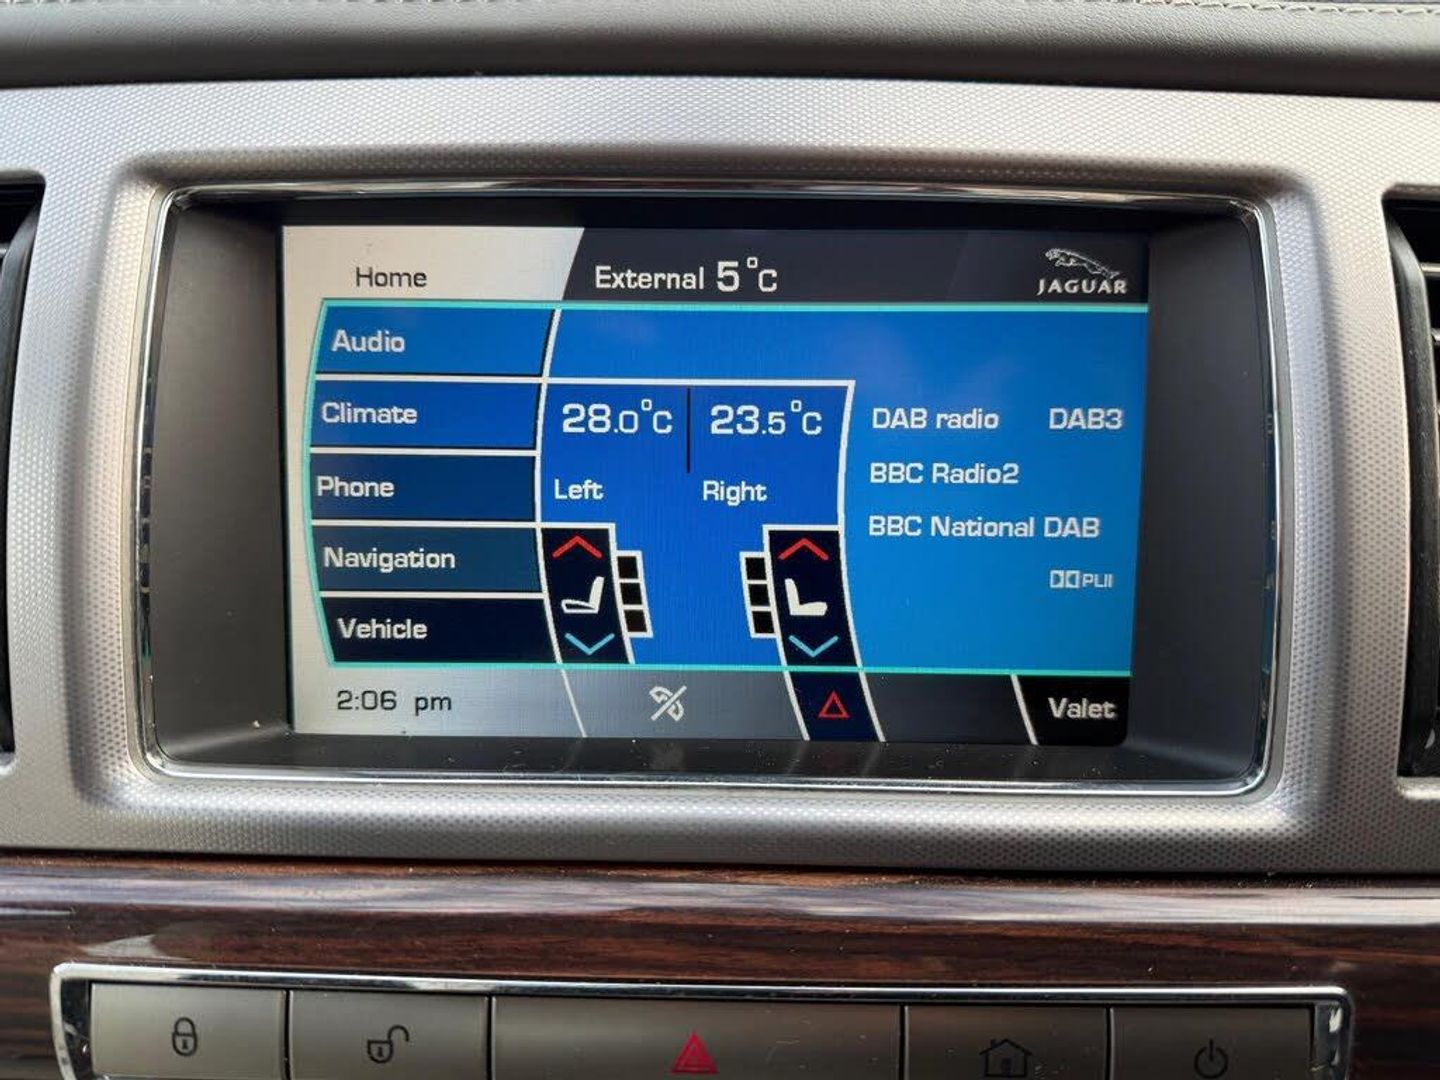 Home
External 5°C
JAGUAR
Audio
Climate
28.0°C
23.5°C
DAB radio DAB3
Phone
Left
Right
BBC Radio2
BBC National DAB
Navigation
PLII
Vehicle
2:06 pm
Valet